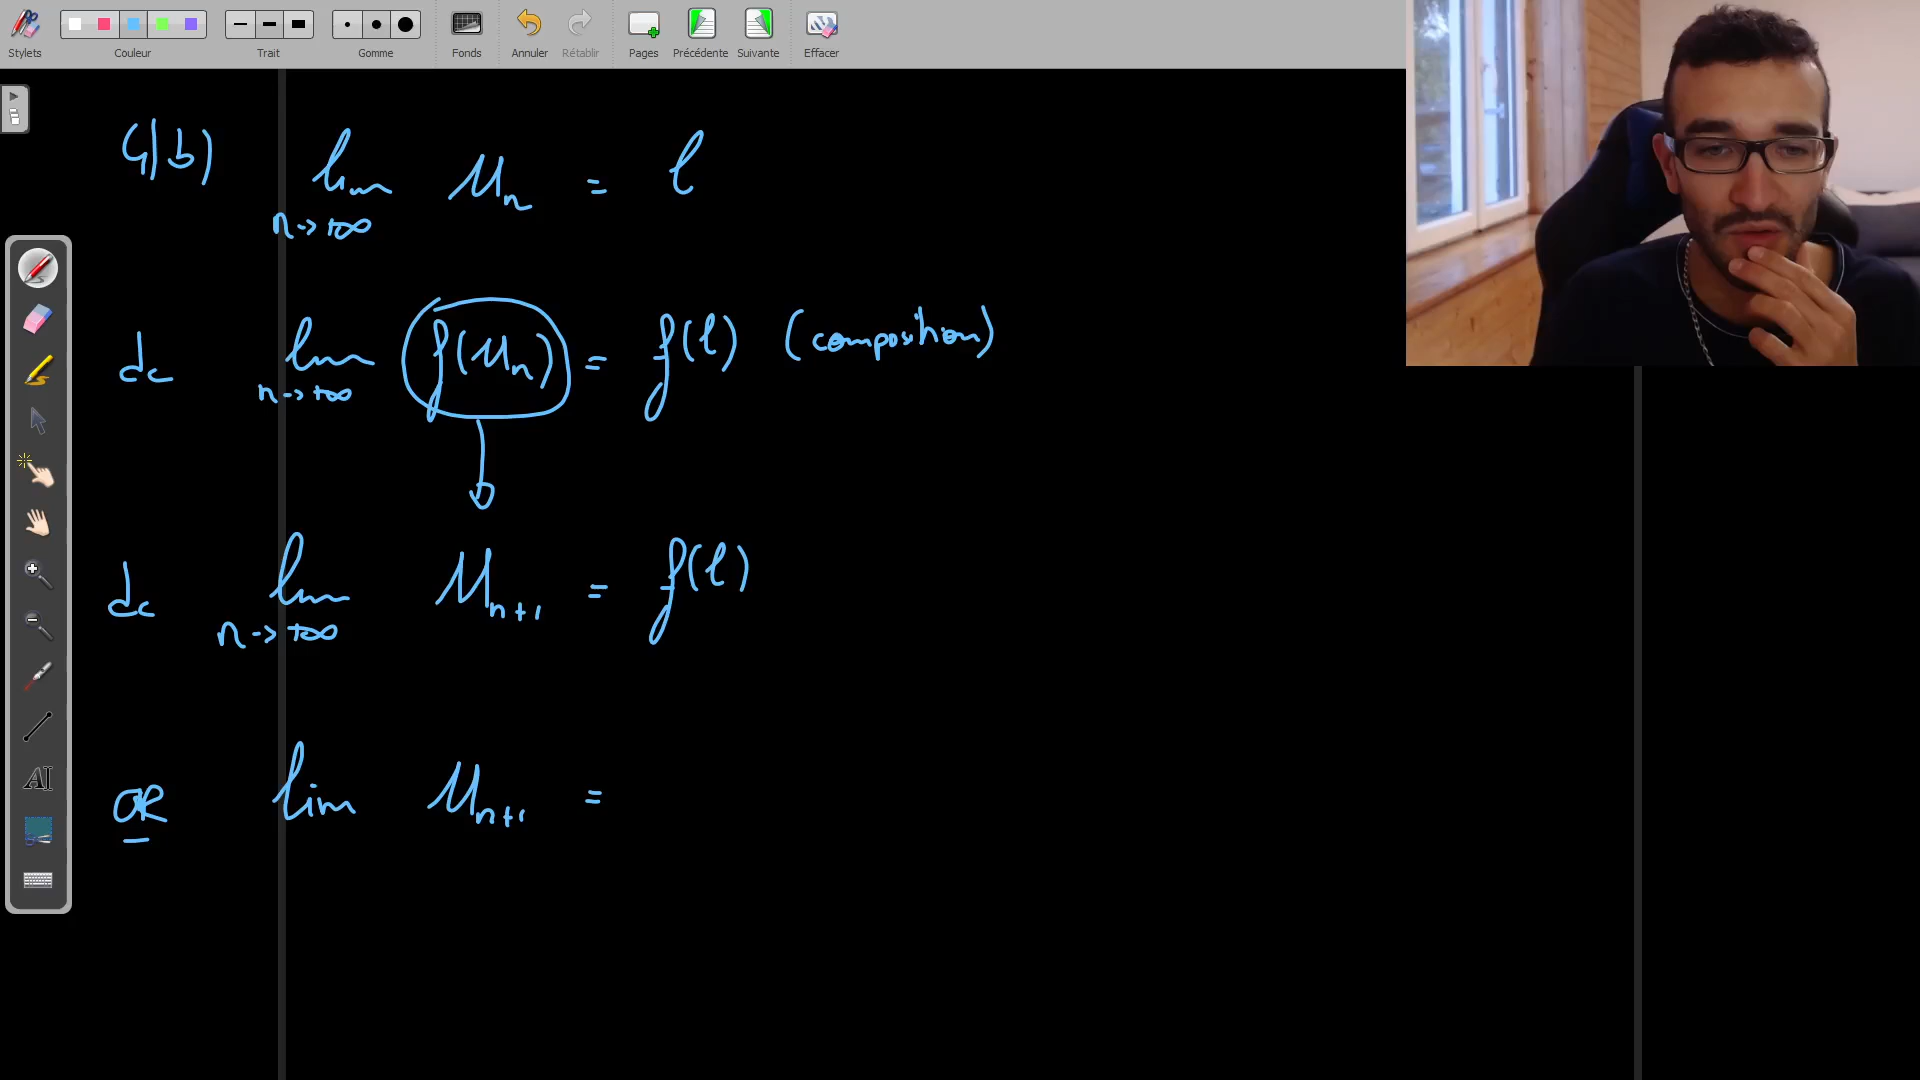 Stylets Couleur Trait Gomme Fonds Annuler Rétablir Pages Précédente Suivante Effacer
4)b) lim Un = l
n→+∞
dc lim f(Un) = f(l) (composition)
n→+∞
dc lim Un+1 = f(l)
n→+∞
OR lim Un+1 =
AI